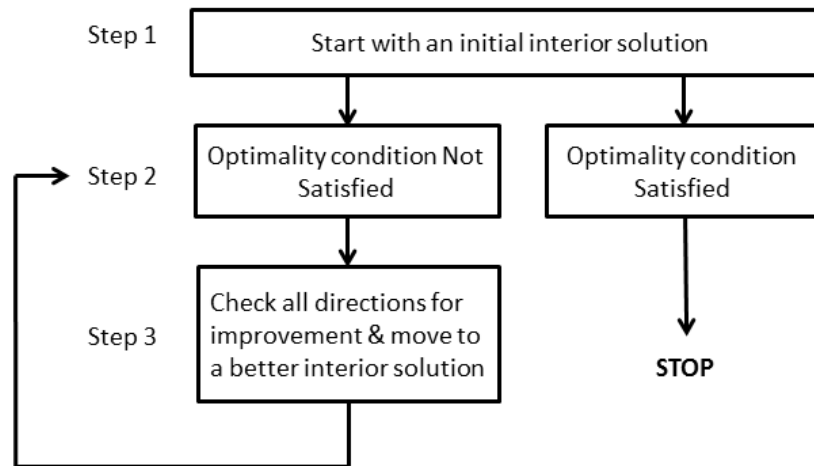 Step 1
Start with an initial interior solution
Step 2
Optimality condition Not
Satisfied
Optimality condition
Satisfied
Step 3
Check all directions for
improvement & move to
a better interior solution
STOP